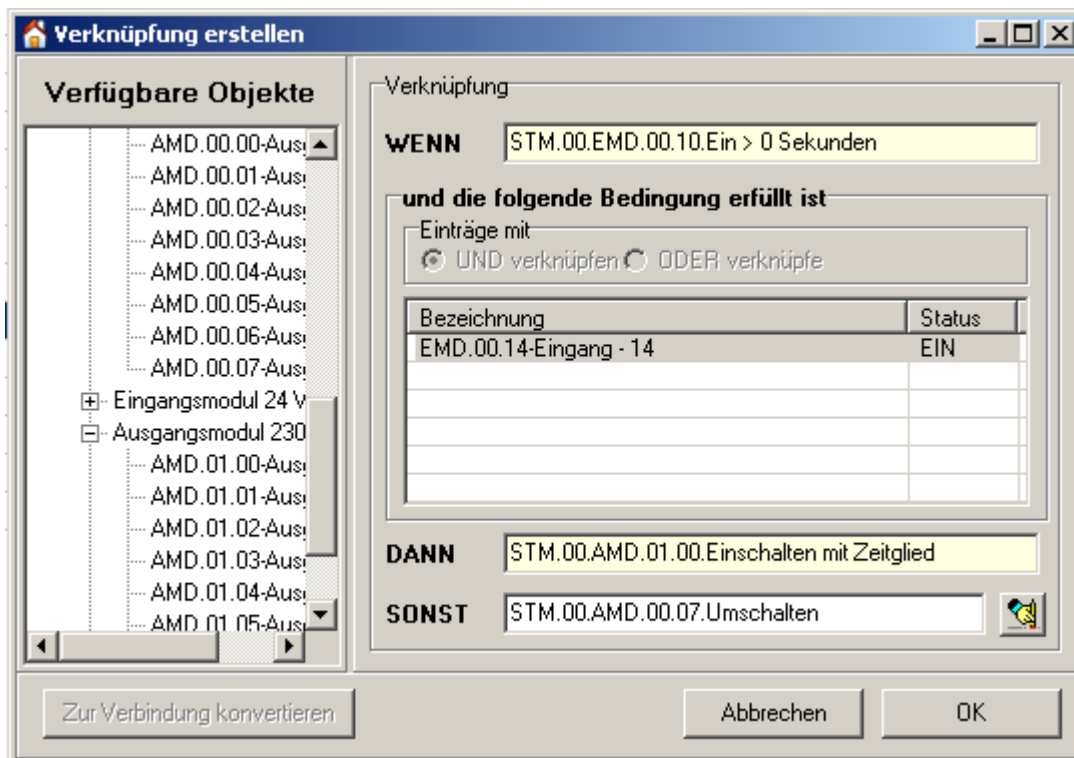 Verknüpfung erstellen
Verfügbare Objekte
AMD.00.00-Aus
AMD.00.01-Aus
AMD.00.02-Aus
AMD.00.03-Aus
AMD.00.04-Aus
AMD.00.05-Aus
AMD.00.06-Aus
AMD.00.07-Aus
Eingangsmodul 24 V
Ausgangsmodul 230
AMD.01.00-Aus
AMD.01.01-Aus
AMD.01.02-Aus
AMD.01.03-Aus
AMD.01.04-Aus
AMD.01.05-Aus
Verknüpfung
WENN STM.00.EMD.00.10.Ein > 0 Sekunden
und die folgende Bedingung erfüllt ist
Einträge mit
UND verknüpfen ODER verknüpfe
Bezeichnung Status
EMD.00.14-Eingang - 14 EIN
DANN STM.00.AMD.01.00.Einschalten mit Zeitglied
SONST STM.00.AMD.00.07.Umschalten
Zur Verbindung konvertieren Abbrechen OK